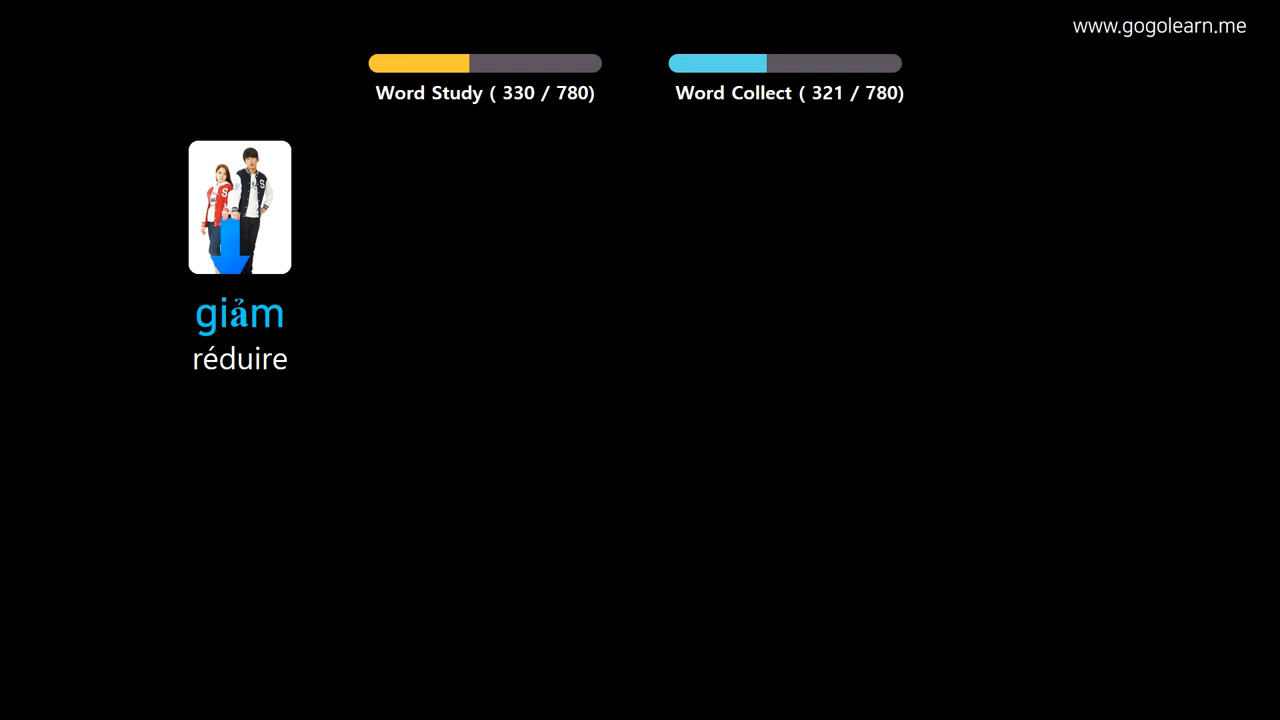 www.gogolearn.me
Word Study ( 330 / 780)
Word Collect ( 321 / 780)
S
S
giảm
réduire